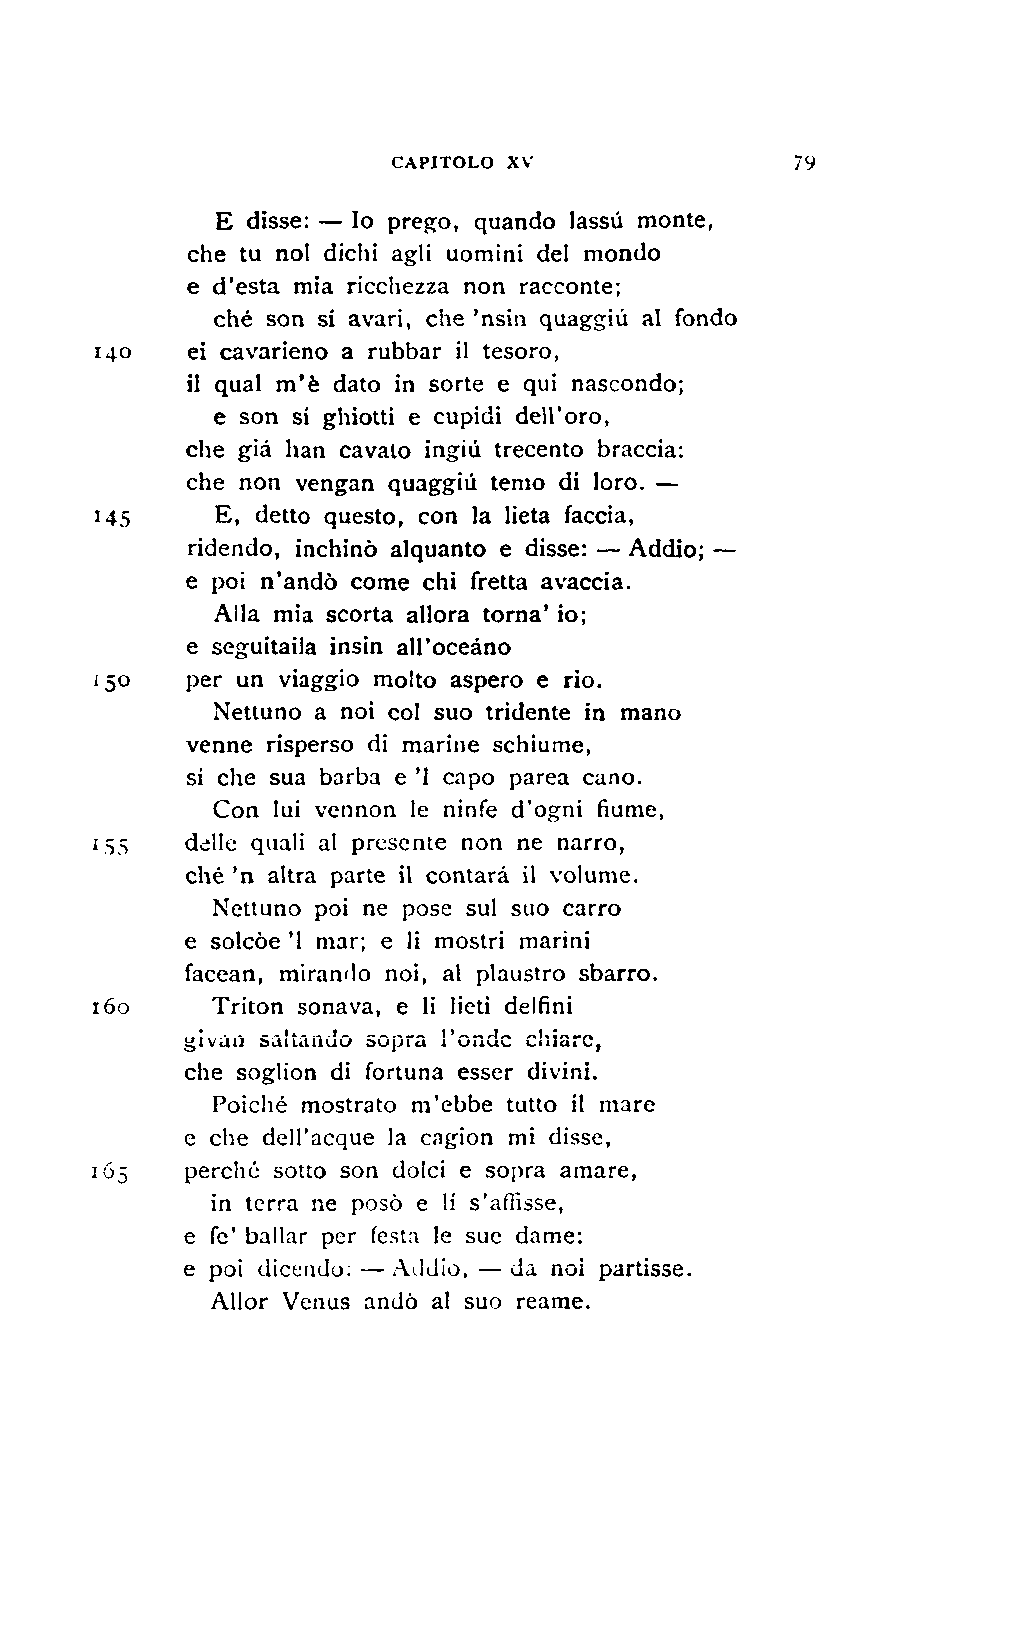 CAPITOLO XV 79
E disse: — Io prego, quando lassú monte,
che tu nol dichi agli uomini del mondo
e d'esta mia ricchezza non racconte;
ché son sí avari, che 'nsin quaggiú al fondo
140 ei cavarieno a rubbar il tesoro,
il qual m'è dato in sorte e qui nascondo;
e son sí ghiotti e cupidi dell'oro,
che giá han cavato ingiú trecento braccia:
che non vengan quaggiú temo di loro. —
145 E, detto questo, con la lieta faccia,
ridendo, inchinò alquanto e disse: — Addio; —
e poi n'andò come chi fretta avaccia.
Alla mia scorta allora torna' io;
e seguitaila insin all'oceáno
150 per un viaggio molto aspero e rio.
Nettuno a noi col suo tridente in mano
venne risperso di marine schiume,
si che sua barba e 'l capo parea cano.
Con lui vennon le ninfe d'ogni fiume,
155 delle quali al presente non ne narro,
ché 'n altra parte il contará il volume.
Nettuno poi ne pose sul suo carro
e solcòe 'l mar; e li mostri marini
facean, mirando noi, al plaustro sbarro.
160 Triton sonava, e li lieti delfini
givan saltando sopra l'onde chiare,
che soglion di fortuna esser divini.
Poiché mostrato m'ebbe tutto il mare
e che dell'acque la cagion mi disse,
165 perché sotto son dolci e sopra amare,
in terra ne posò e lí s'affisse,
e fe' ballar per festa le sue dame:
e poi dicendo: — Addio, — da noi partisse.
Allor Venus andò al suo reame.